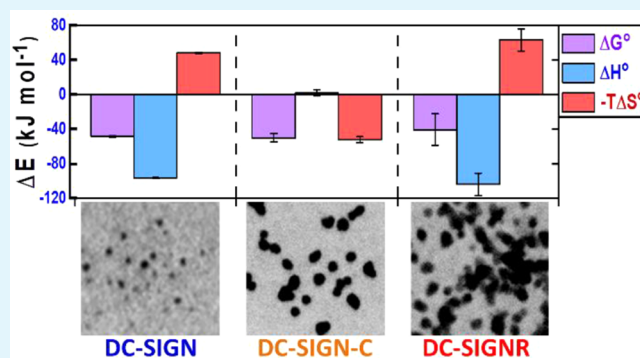 80
40
0
-40
-80
-120
ΔE (kJ mol-1)
ΔG°
ΔH°
-TΔS°
DC-SIGN
DC-SIGN-C
DC-SIGNR